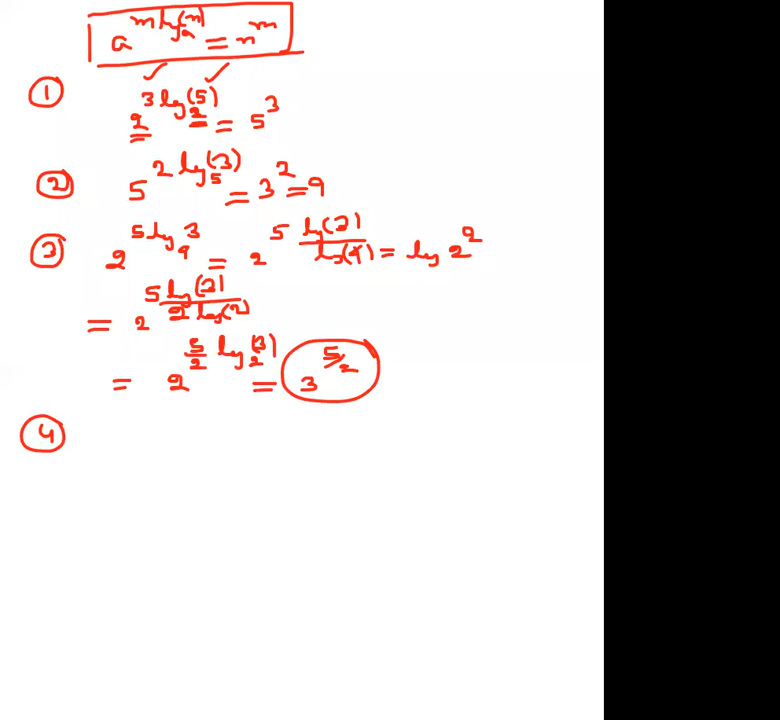 a^{m log_a(n)} = n^m
① 2^{3 log_2(5)} = 5^3
② 5^{2 log_5(3)} = 3^2 = 9
③ 2^{5 log_4 3} = 2^{5 log(3)/log(4)} = log 2^2
= 2^{5 log(3)/2 log(2)}
= 2^{5/2 log_2(3)} = 3^{5/2}
④